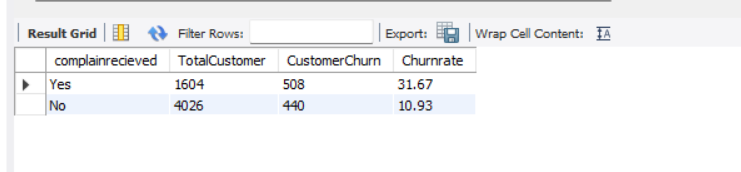 Result Grid Filter Rows: Export: Wrap Cell Content:
complainrecieved TotalCustomer CustomerChurn Churnrate
Yes 1604 508 31.67
No 4026 440 10.93